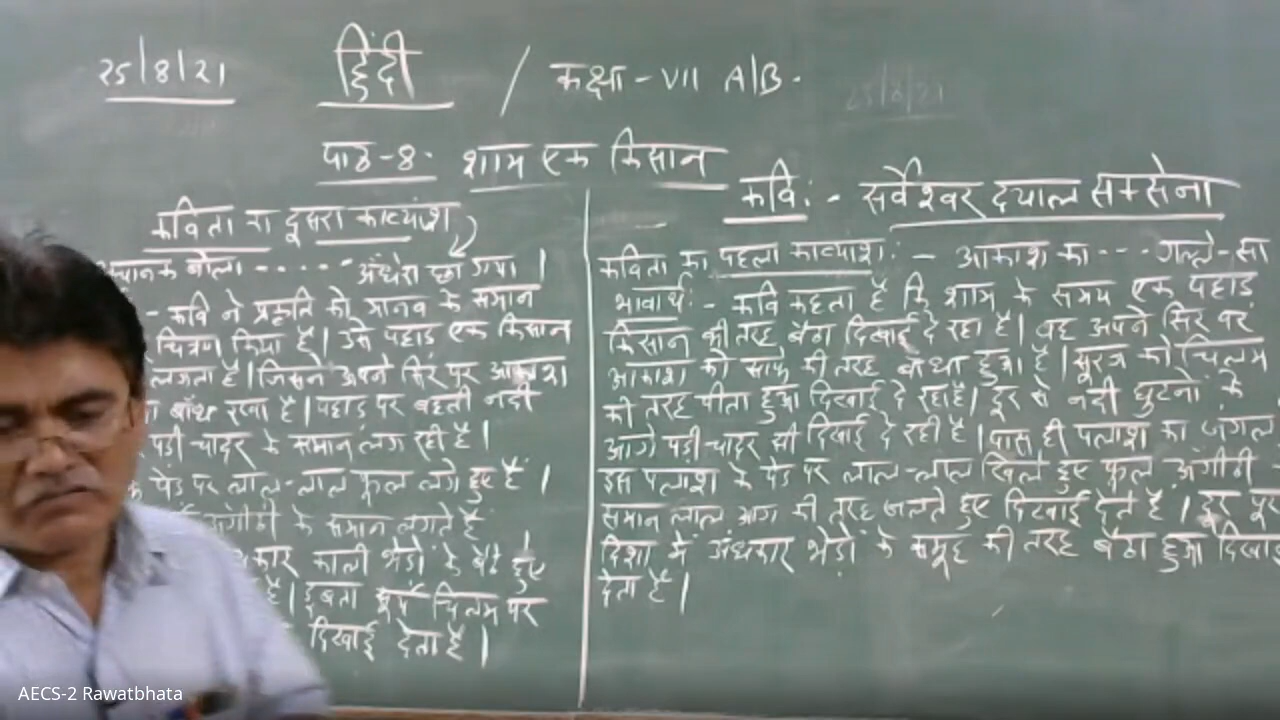 25/8/21 हिंदी / कक्षा - VII A/B.
25/8/21
पाठ-8. शाम एक किसान
कवि:- सर्वेश्वर दयाल सक्सेना
कविता का दूसरा काव्यांश
बोला ...... अँधेरा छा गया।
- कवि ने प्रकृति को मानव के समान
चित्रण किया है। उसे पहाड़ एक किसान
लगता है। जिसने अपने सिर पर आकाश
बाँध रखा है। पहाड़ पर बहती नदी
पड़ी चादर के समान लग रही है।
के पेड़ पर लाल-लाल फूल लगे हुए हैं।
अंगीठी के समान लगते हैं
काली भेड़ों के बैठे हुए
है। डूबता सूर्य चिलम पर
दिखाई देता है।
कविता का पहला काव्यांश:- आकाश का --- गल्ले-सा
भावार्थ:- कवि कहता है कि शाम के समय एक पहाड़
किसान की तरह बैठा दिखाई दे रहा है। वह अपने सिर पर
आकाश को साफे की तरह बाँधा हुआ है। सूरज को चिलम
की तरह पीता हुआ दिखाई दे रहा है। दूर से नदी घुटनों के
आगे पड़ी चादर सी दिखाई दे रही है। पास ही पलाश का जंगल
इस पलाश के पेड़ पर लाल-लाल खिले हुए फूल अंगीठी
समान लाल आग की तरह जलते हुए दिखाई देते हैं। दूर पूर
दिशा में अंधकार भेड़ों के समूह की तरह बैठा हुआ दिखाई
देता है।
AECS-2 Rawatbhata